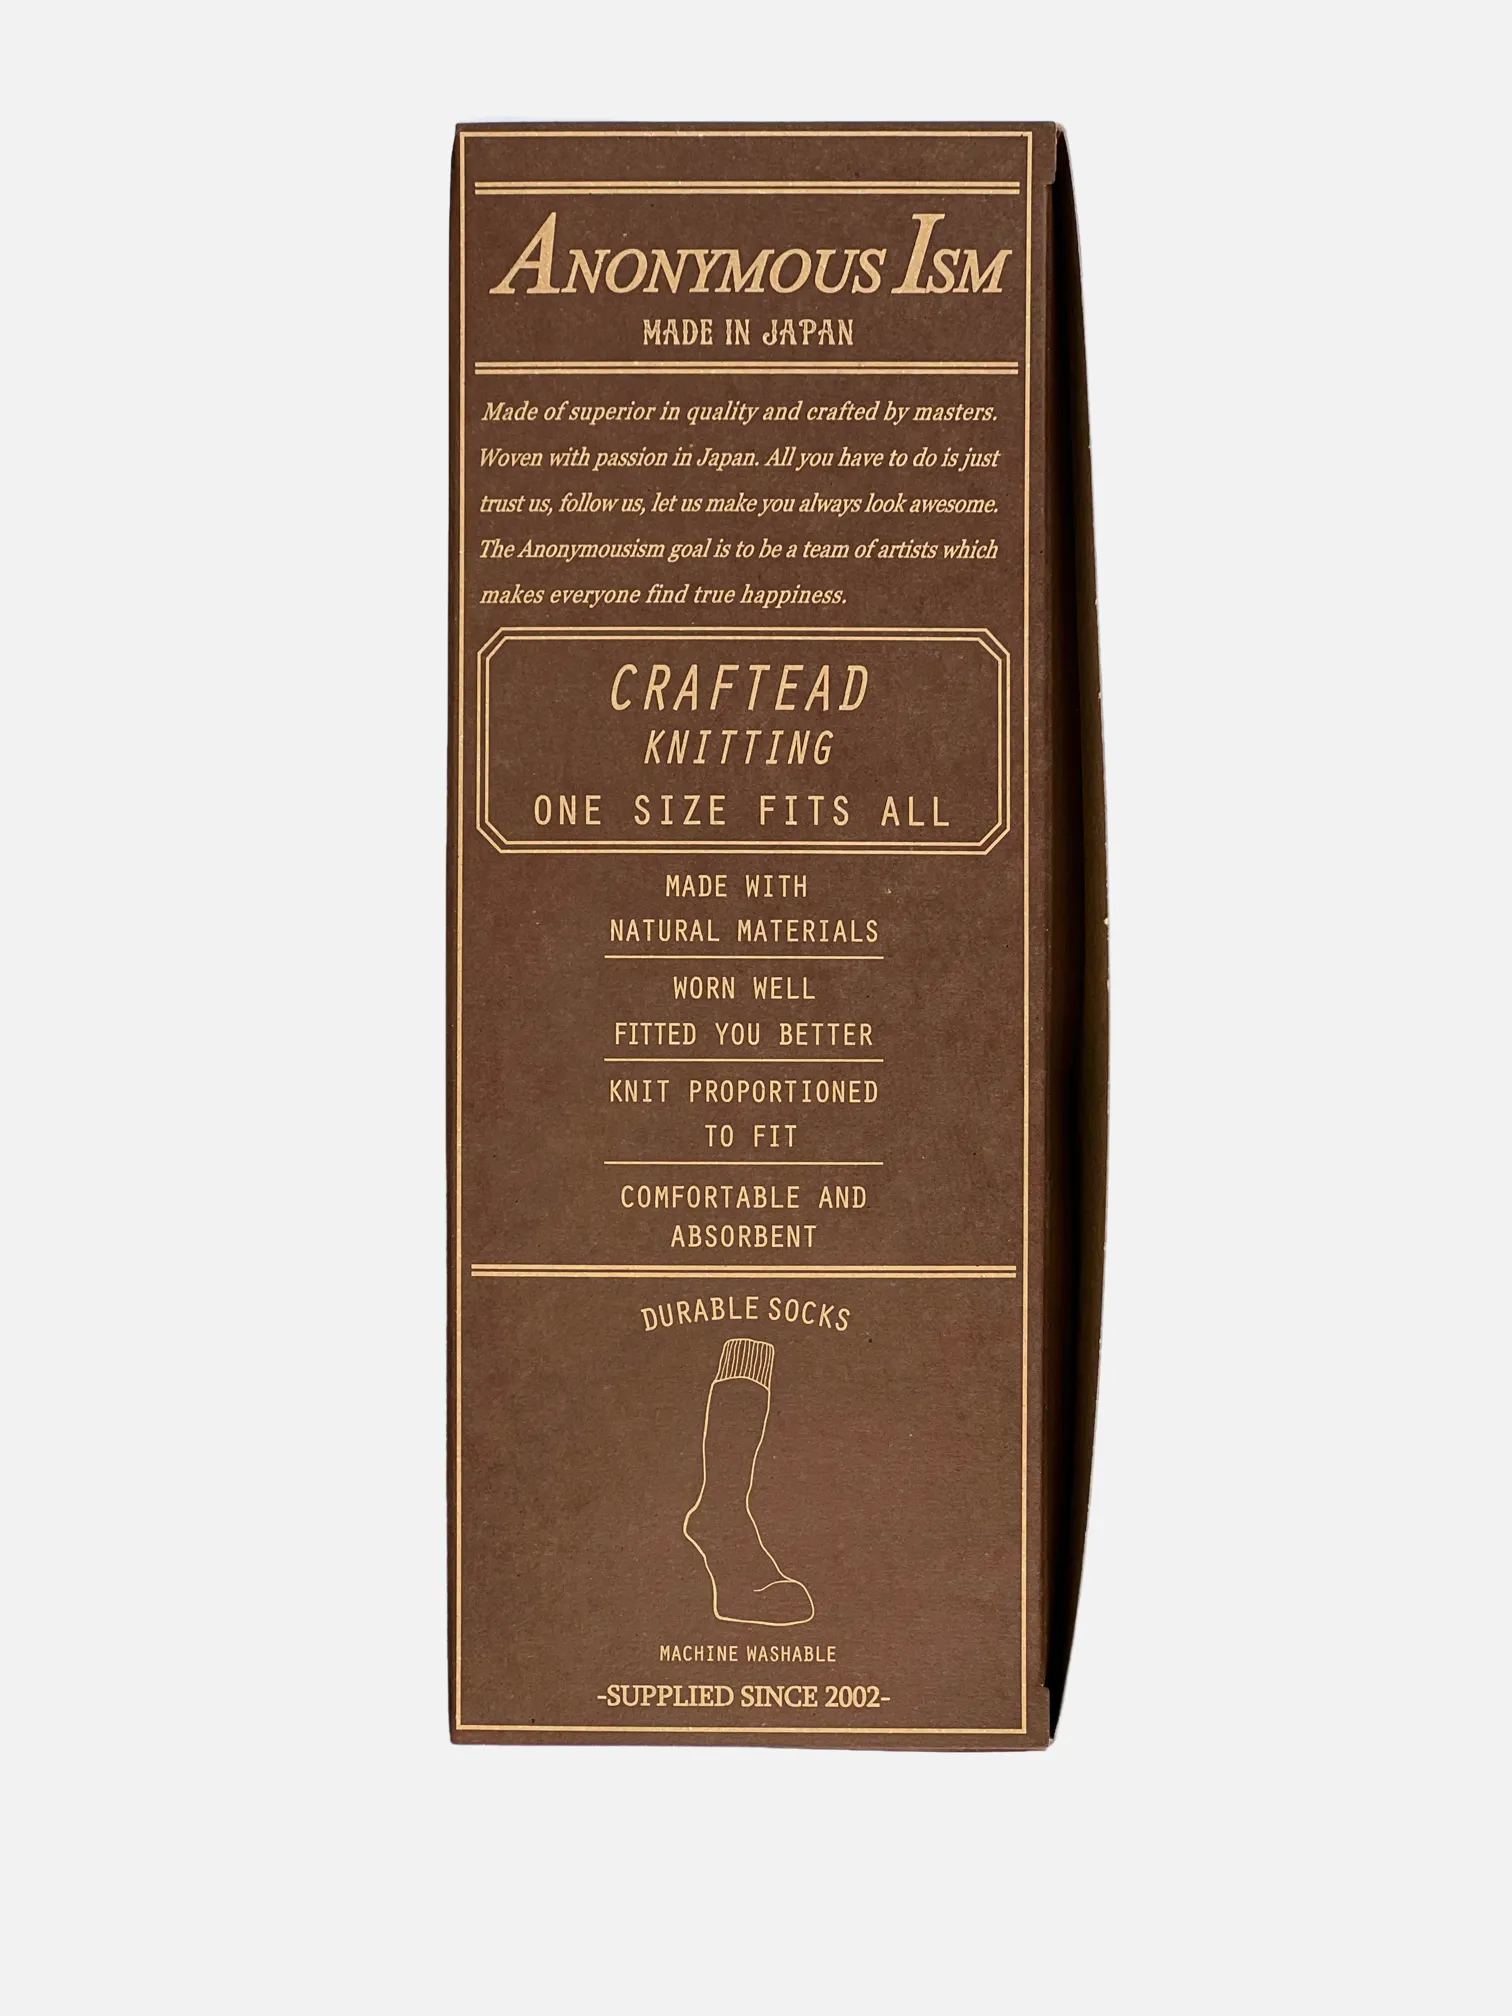 ANONYMOUS ISM
MADE IN JAPAN
Made of superior in quality and crafted by masters.
Woven with passion in Japan. All you have to do is just
trust us, follow us, let us make you always look awesome.
The Anonymousism goal is to be a team of artists which
makes everyone find true happiness.
CRAFTEAD
KNITTING
ONE SIZE FITS ALL
MADE WITH
NATURAL MATERIALS
WORN WELL
FITTED YOU BETTER
KNIT PROPORTIONED
TO FIT
COMFORTABLE AND
ABSORBENT
DURABLE SOCKS
MACHINE WASHABLE
-SUPPLIED SINCE 2002-